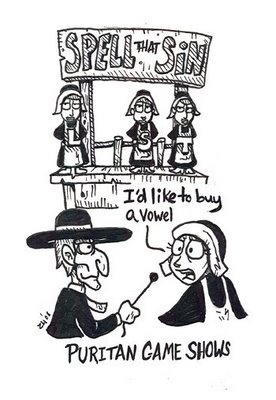 SPELL THAT SiN
L S T
I'd like to buy
a vowel
PURITAN GAME SHOWS